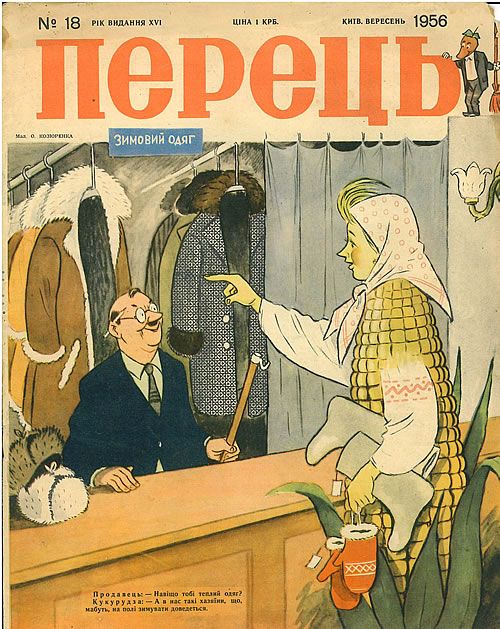 № 18 РІК ВИДАННЯ XVI ЦІНА 1 КРБ. КИЇВ. ВЕРЕСЕНЬ 1956
ПЕРЕЦЬ
Мал. О. КОЗЮРЕНКА
ЗИМОВИЙ ОДЯГ
Продавець: — Навіщо тобі теплий одяг?
Кукурудза: — А в нас такі хазяїни, що,
мабуть, на полі зимувати доведеться.